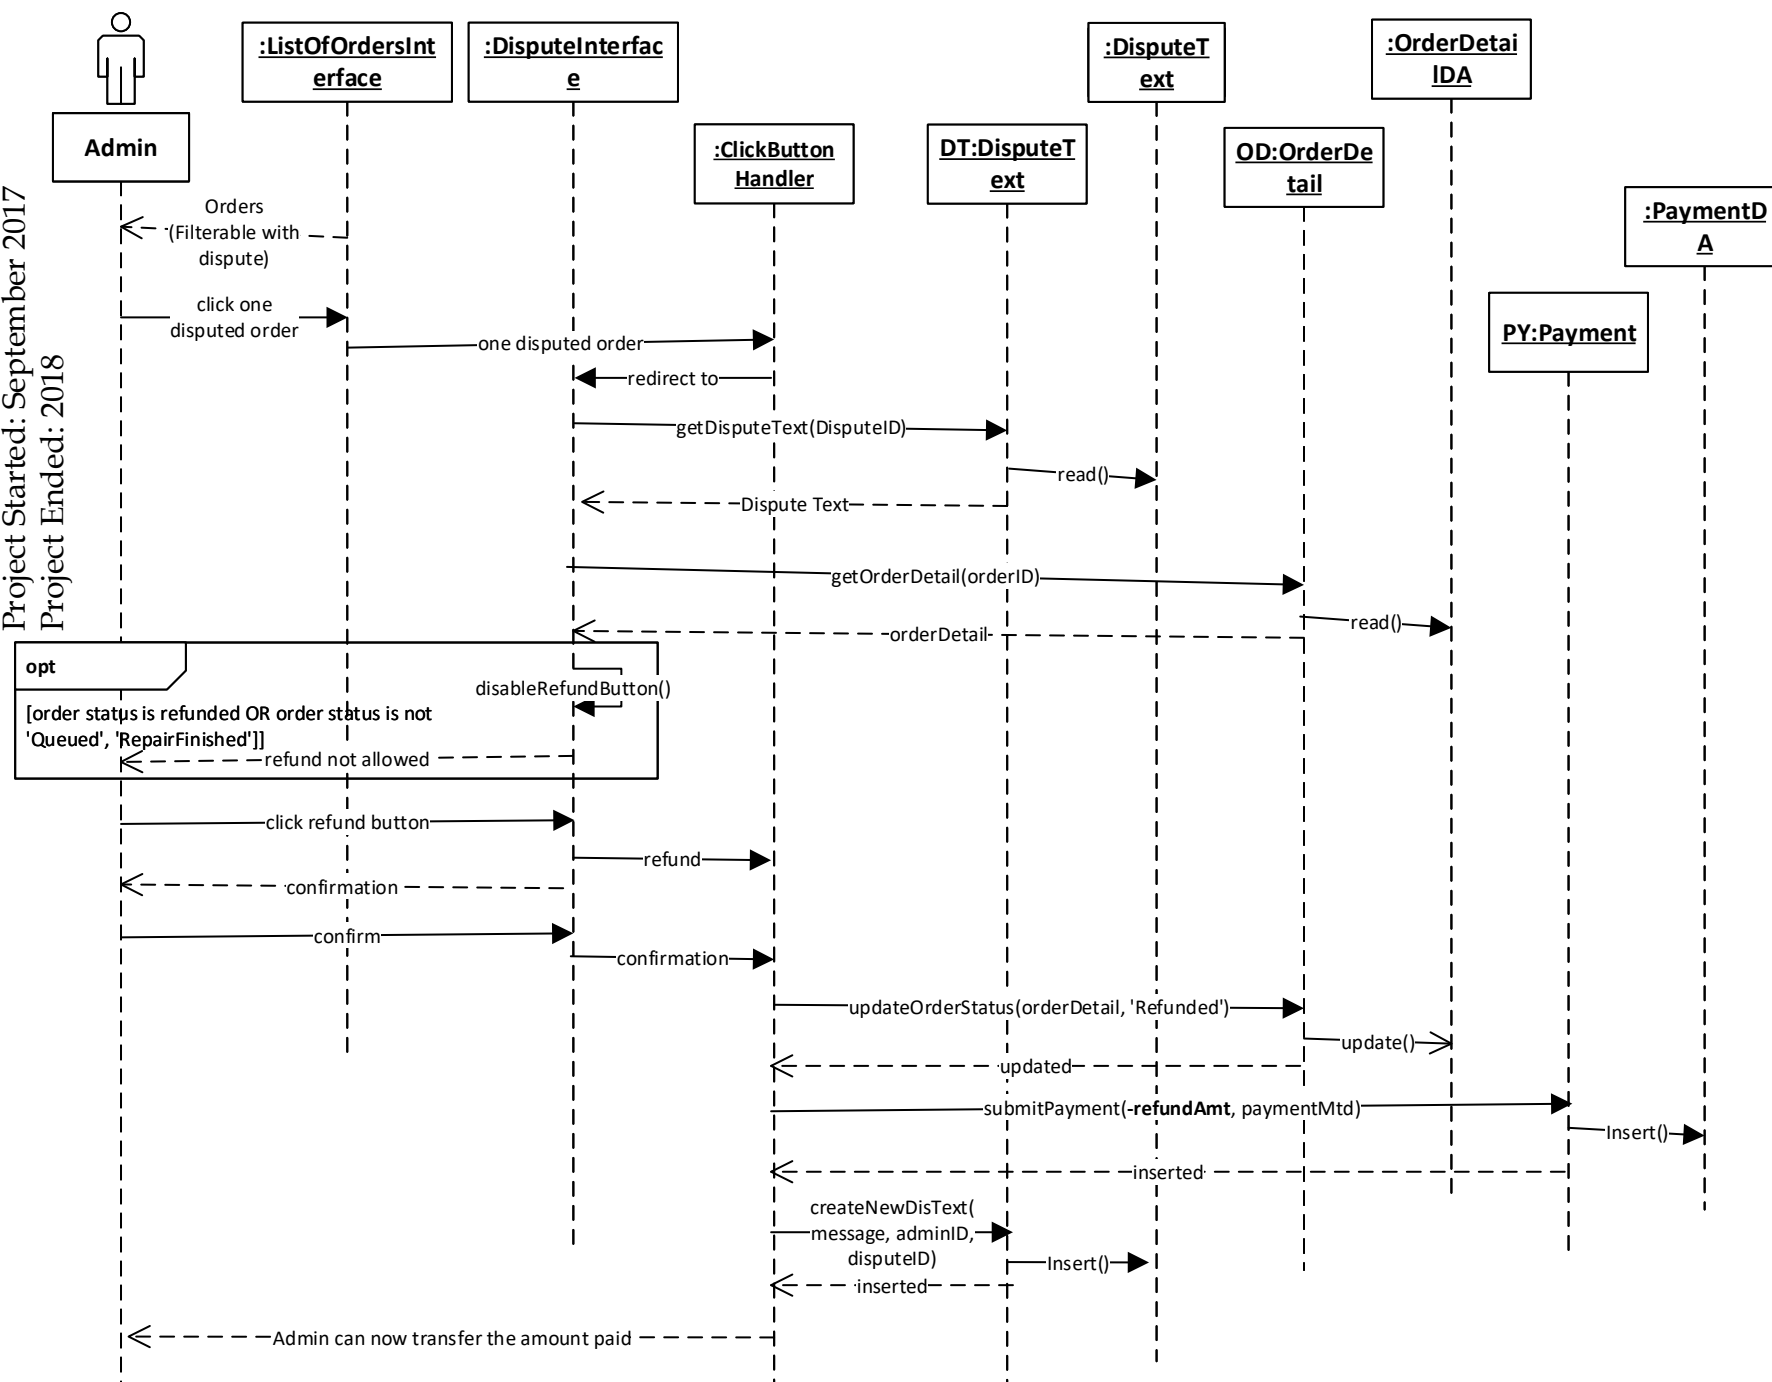 :ListOfOrdersInt
erface
:DisputeInterfac
e
:DisputeT
ext
:OrderDetai
lDA
Admin
:ClickButton
Handler
DT:DisputeT
ext
OD:OrderDe
tail
:PaymentD
A
PY:Payment
Project Started: September 2017
Project Ended: 2018
Orders
(Filterable with
dispute)
click one
disputed order
one disputed order
redirect to
getDisputeText(DisputeID)
read()
Dispute Text
getOrderDetail(orderID)
read()
orderDetail
opt
disableRefundButton()
[order status is refunded OR order status is not
'Queued', 'RepairFinished']]
refund not allowed
click refund button
refund
confirmation
confirm
confirmation
updateOrderStatus(orderDetail, 'Refunded')
update()
updated
submitPayment(-refundAmt, paymentMtd)
Insert()
inserted
createNewDisText(
message, adminID,
disputeID)
Insert()
inserted
Admin can now transfer the amount paid